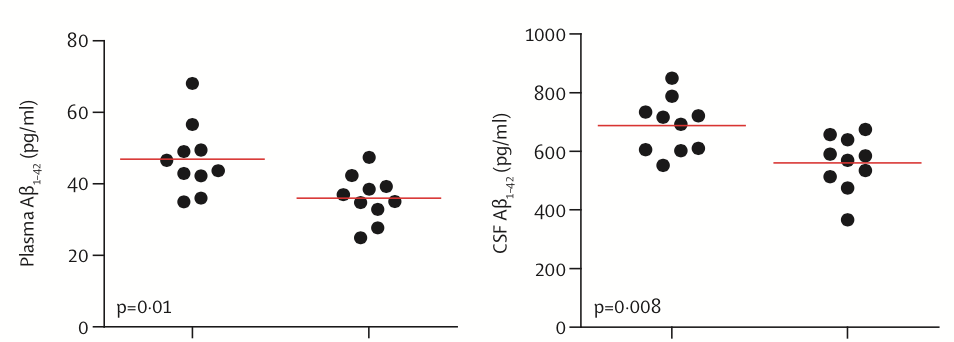 Plasma Aβ1–42 (pg/ml)
80
60
40
20
0
p=0·01
CSF Aβ1–42 (pg/ml)
1000
800
600
400
200
0
p=0·008